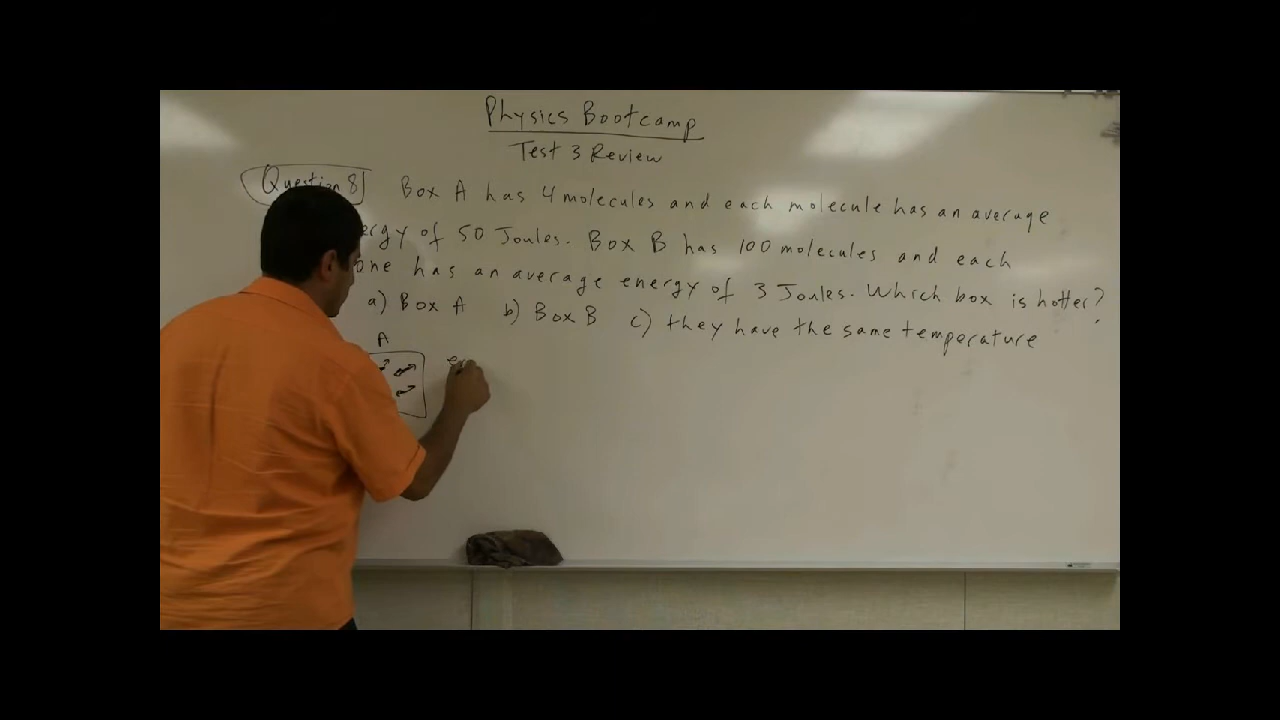 Physics Bootcamp
Test 3 Review
Question 8 Box A has 4 molecules and each molecule has an average
ergy of 50 Joules. Box B has 100 molecules and each
one has an average energy of 3 Joules. Which box is hotter?
a) Box A b) Box B c) they have the same temperature
A